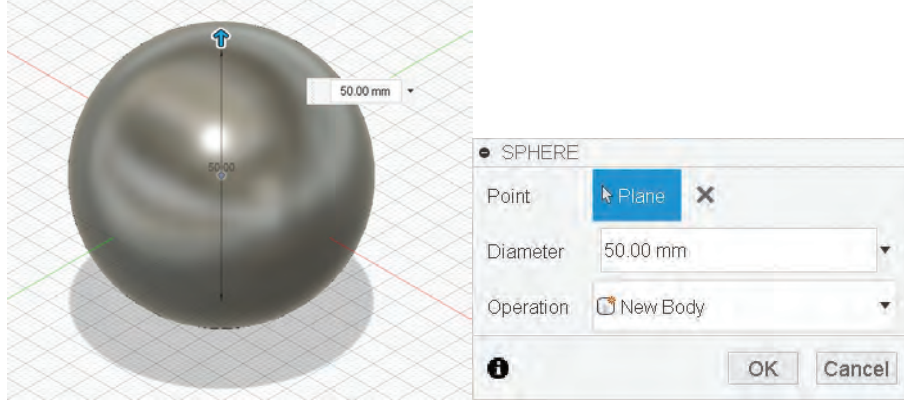 50.00 mm
50.00
SPHERE
Point Plane
Diameter 50.00 mm
Operation New Body
OK Cancel